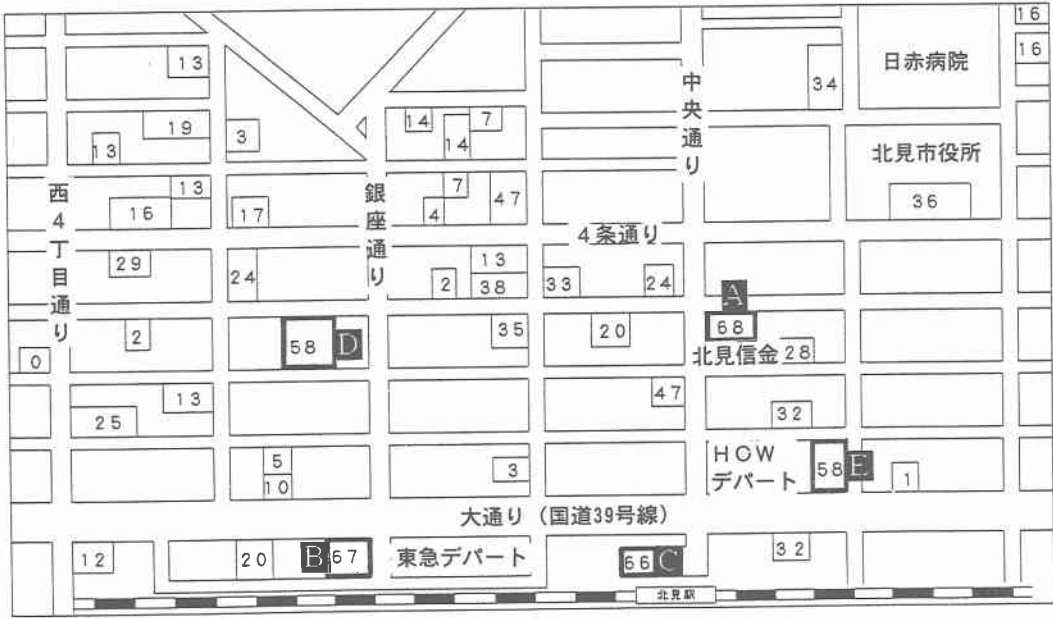 16
13
日赤病院
16
34
中央通り
14
7
19
3
13
14
北見市役所
西4丁目通り
13
銀座通り
7
47
36
16
17
4
4条通り
29
24
13
2
38
33
24
A
2
58
D
35
20
68
0
北見信金
28
13
47
25
32
5
HCW
3
58
E
1
デパート
10
大通り(国道39号線)
12
20
B
67
東急デパート
66
C
32
北見駅